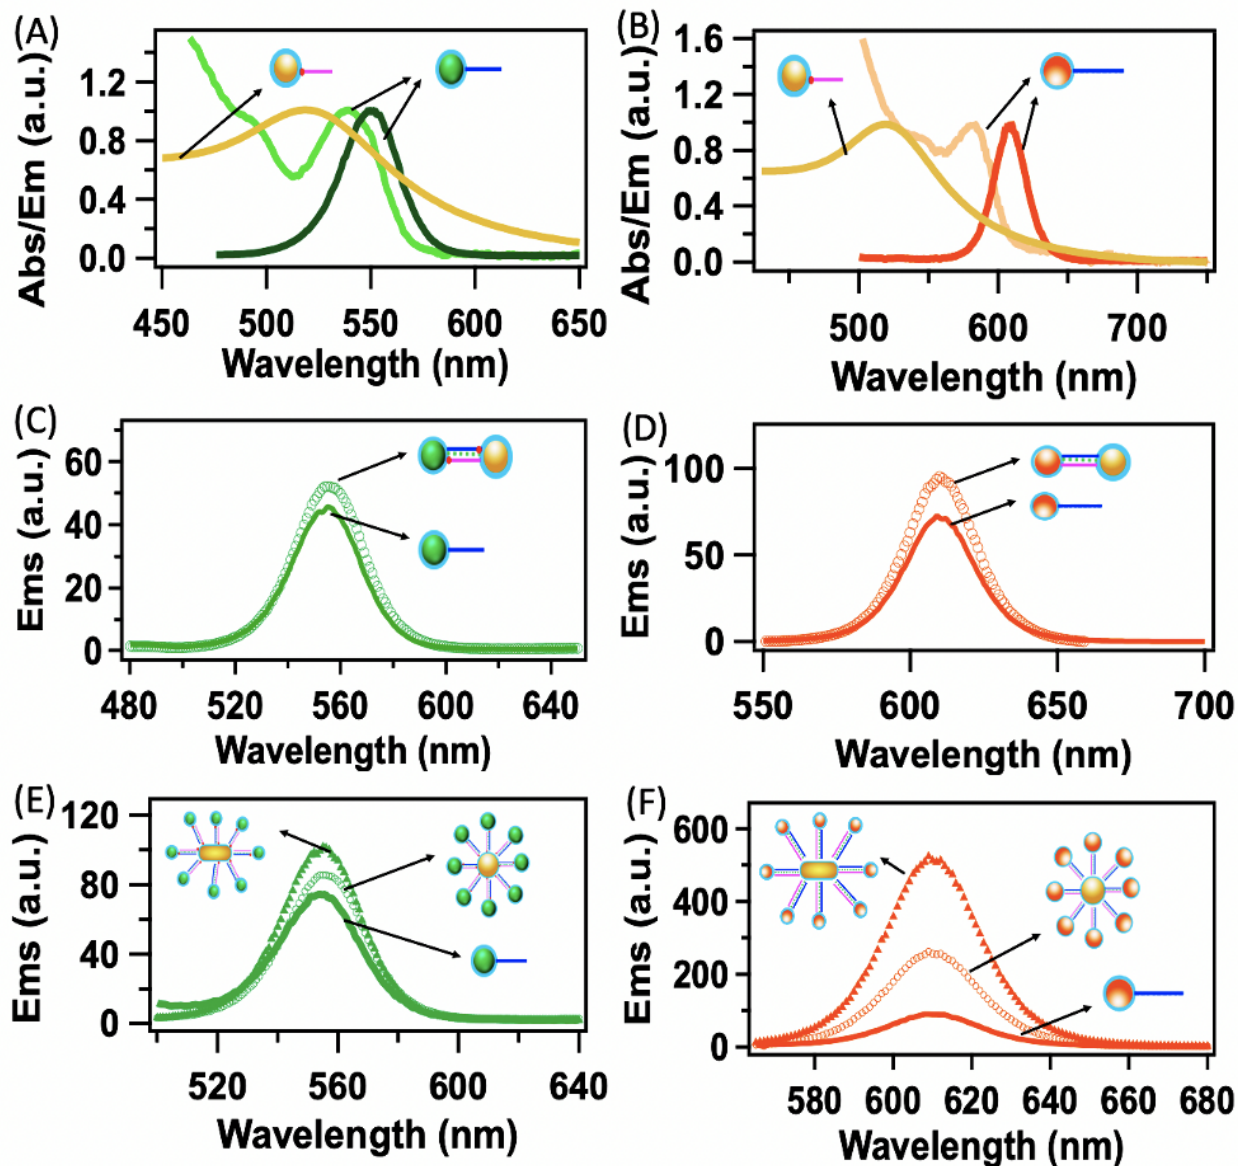 (A)
Abs/Em (a.u.)
1.2
0.8
0.4
0.0
450 500 550 600 650
Wavelength (nm)
(B)
Abs/Em (a.u.)
1.6
1.2
0.8
0.4
0.0
500 600 700
Wavelength (nm)
(C)
Ems (a.u.)
60
40
20
0
480 520 560 600 640
Wavelength (nm)
(D)
Ems (a.u.)
100
50
0
550 600 650 700
Wavelength (nm)
(E)
Ems (a.u.)
120
80
40
0
520 560 600 640
Wavelength (nm)
(F)
Ems (a.u.)
600
400
200
0
580 600 620 640 660 680
Wavelength (nm)